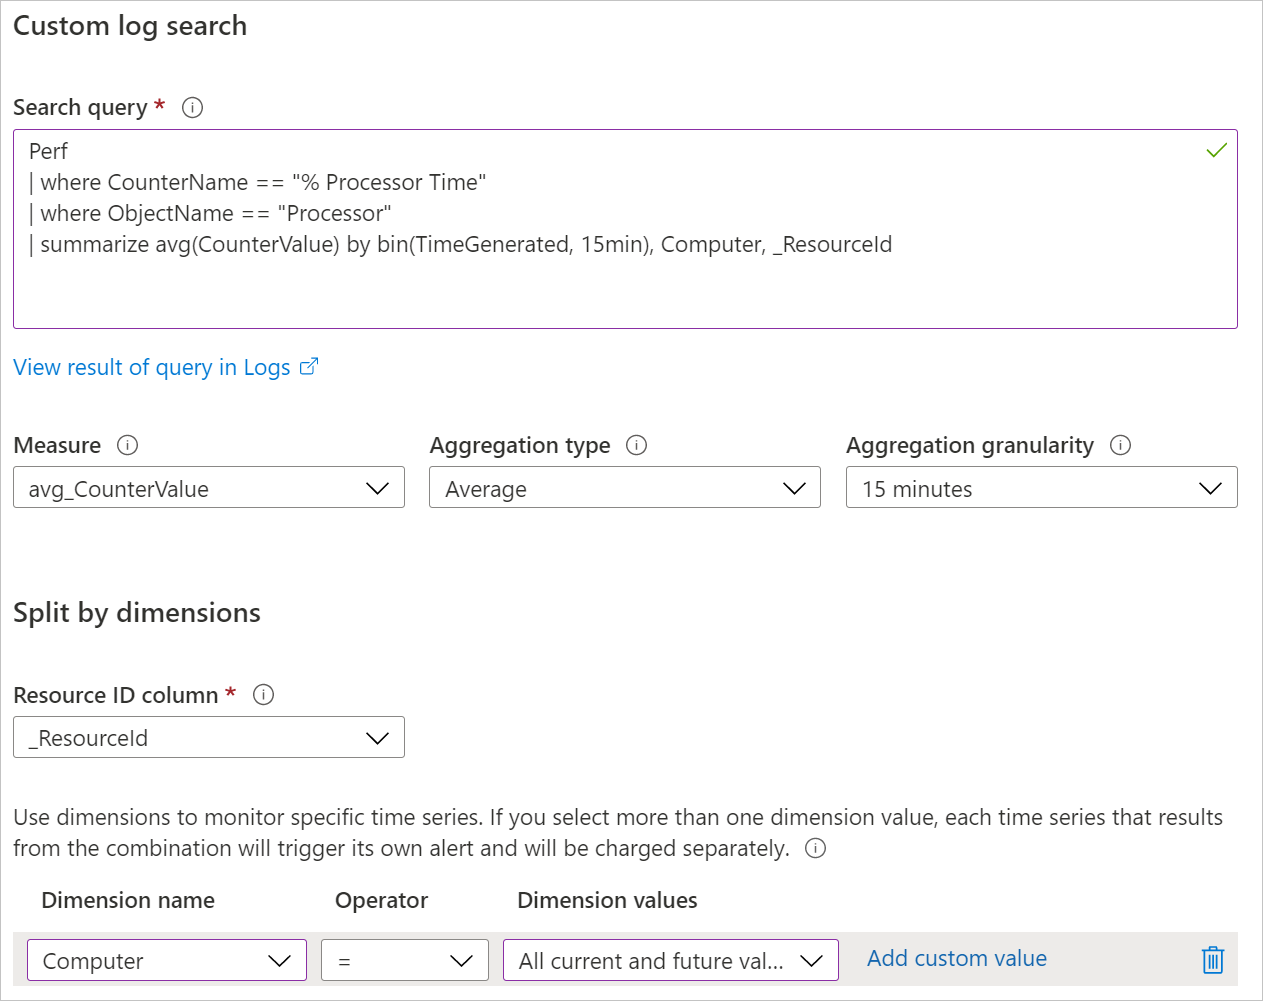 Custom log search
Search query *
Perf
| where CounterName == "% Processor Time"
| where ObjectName == "Processor"
| summarize avg(CounterValue) by bin(TimeGenerated, 15min), Computer, _ResourceId
View result of query in Logs
Measure Aggregation type Aggregation granularity
avg_CounterValue Average 15 minutes
Split by dimensions
Resource ID column *
_ResourceId
Use dimensions to monitor specific time series. If you select more than one dimension value, each time series that results
from the combination will trigger its own alert and will be charged separately.
Dimension name Operator Dimension values
Computer = All current and future val... Add custom value